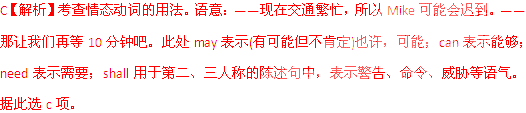 C【解析】考查情态动词的用法。语意：——现在交通繁忙，所以 Mike 可能会迟到。——
那让我们再等 10 分钟吧。此处 may 表示(有可能但不肯定)也许，可能；can 表示能够；
need 表示需要；shall 用于第二、三人称的陈述句中，表示警告、命令、威胁等语气。
据此选 c 项。